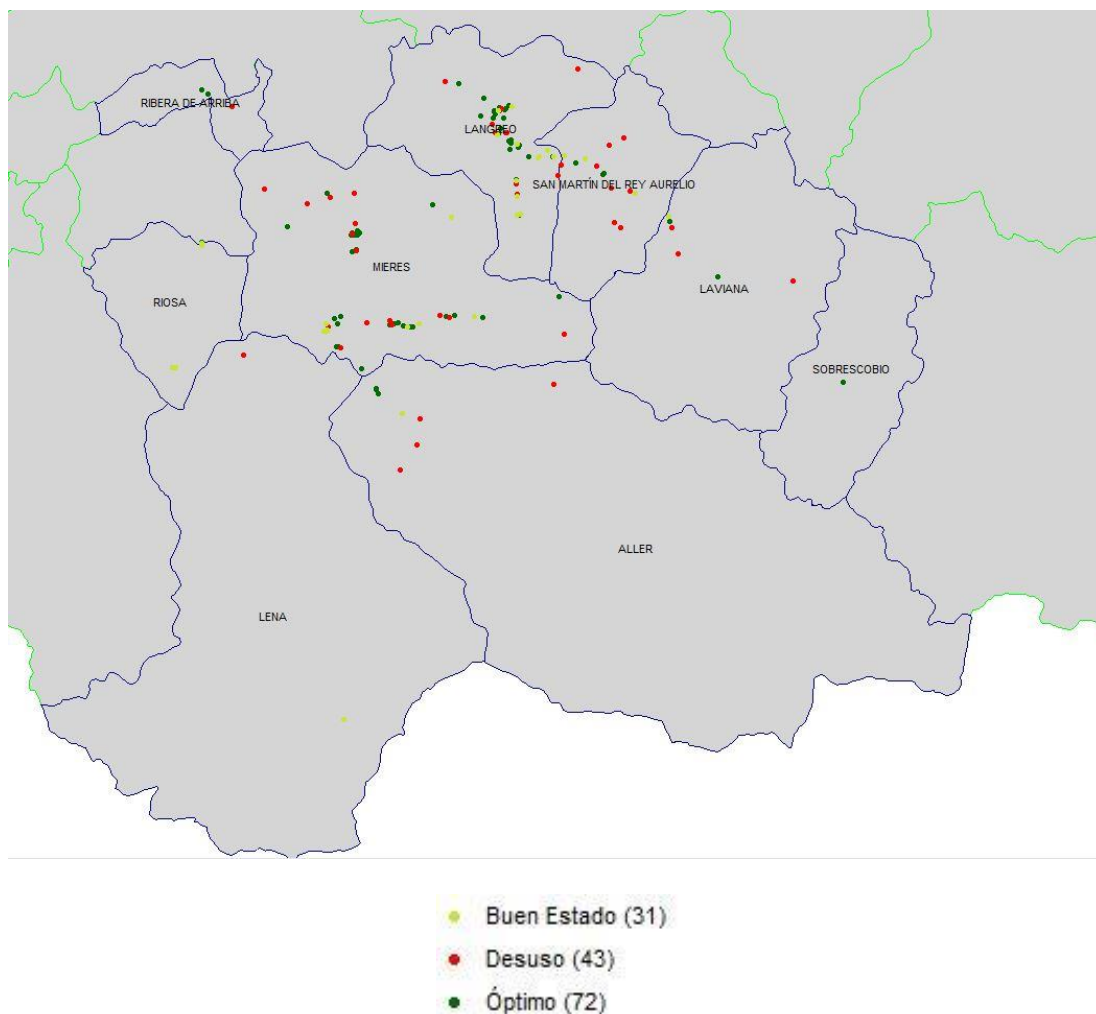 RIBERA DE ARRIBA
LANGREO
SAN MARTÍN DEL REY AURELIO
MIERES
LAVIANA
RIOSA
SOBRESCOBIO
ALLER
LENA
Buen Estado (31)
Desuso (43)
Óptimo (72)